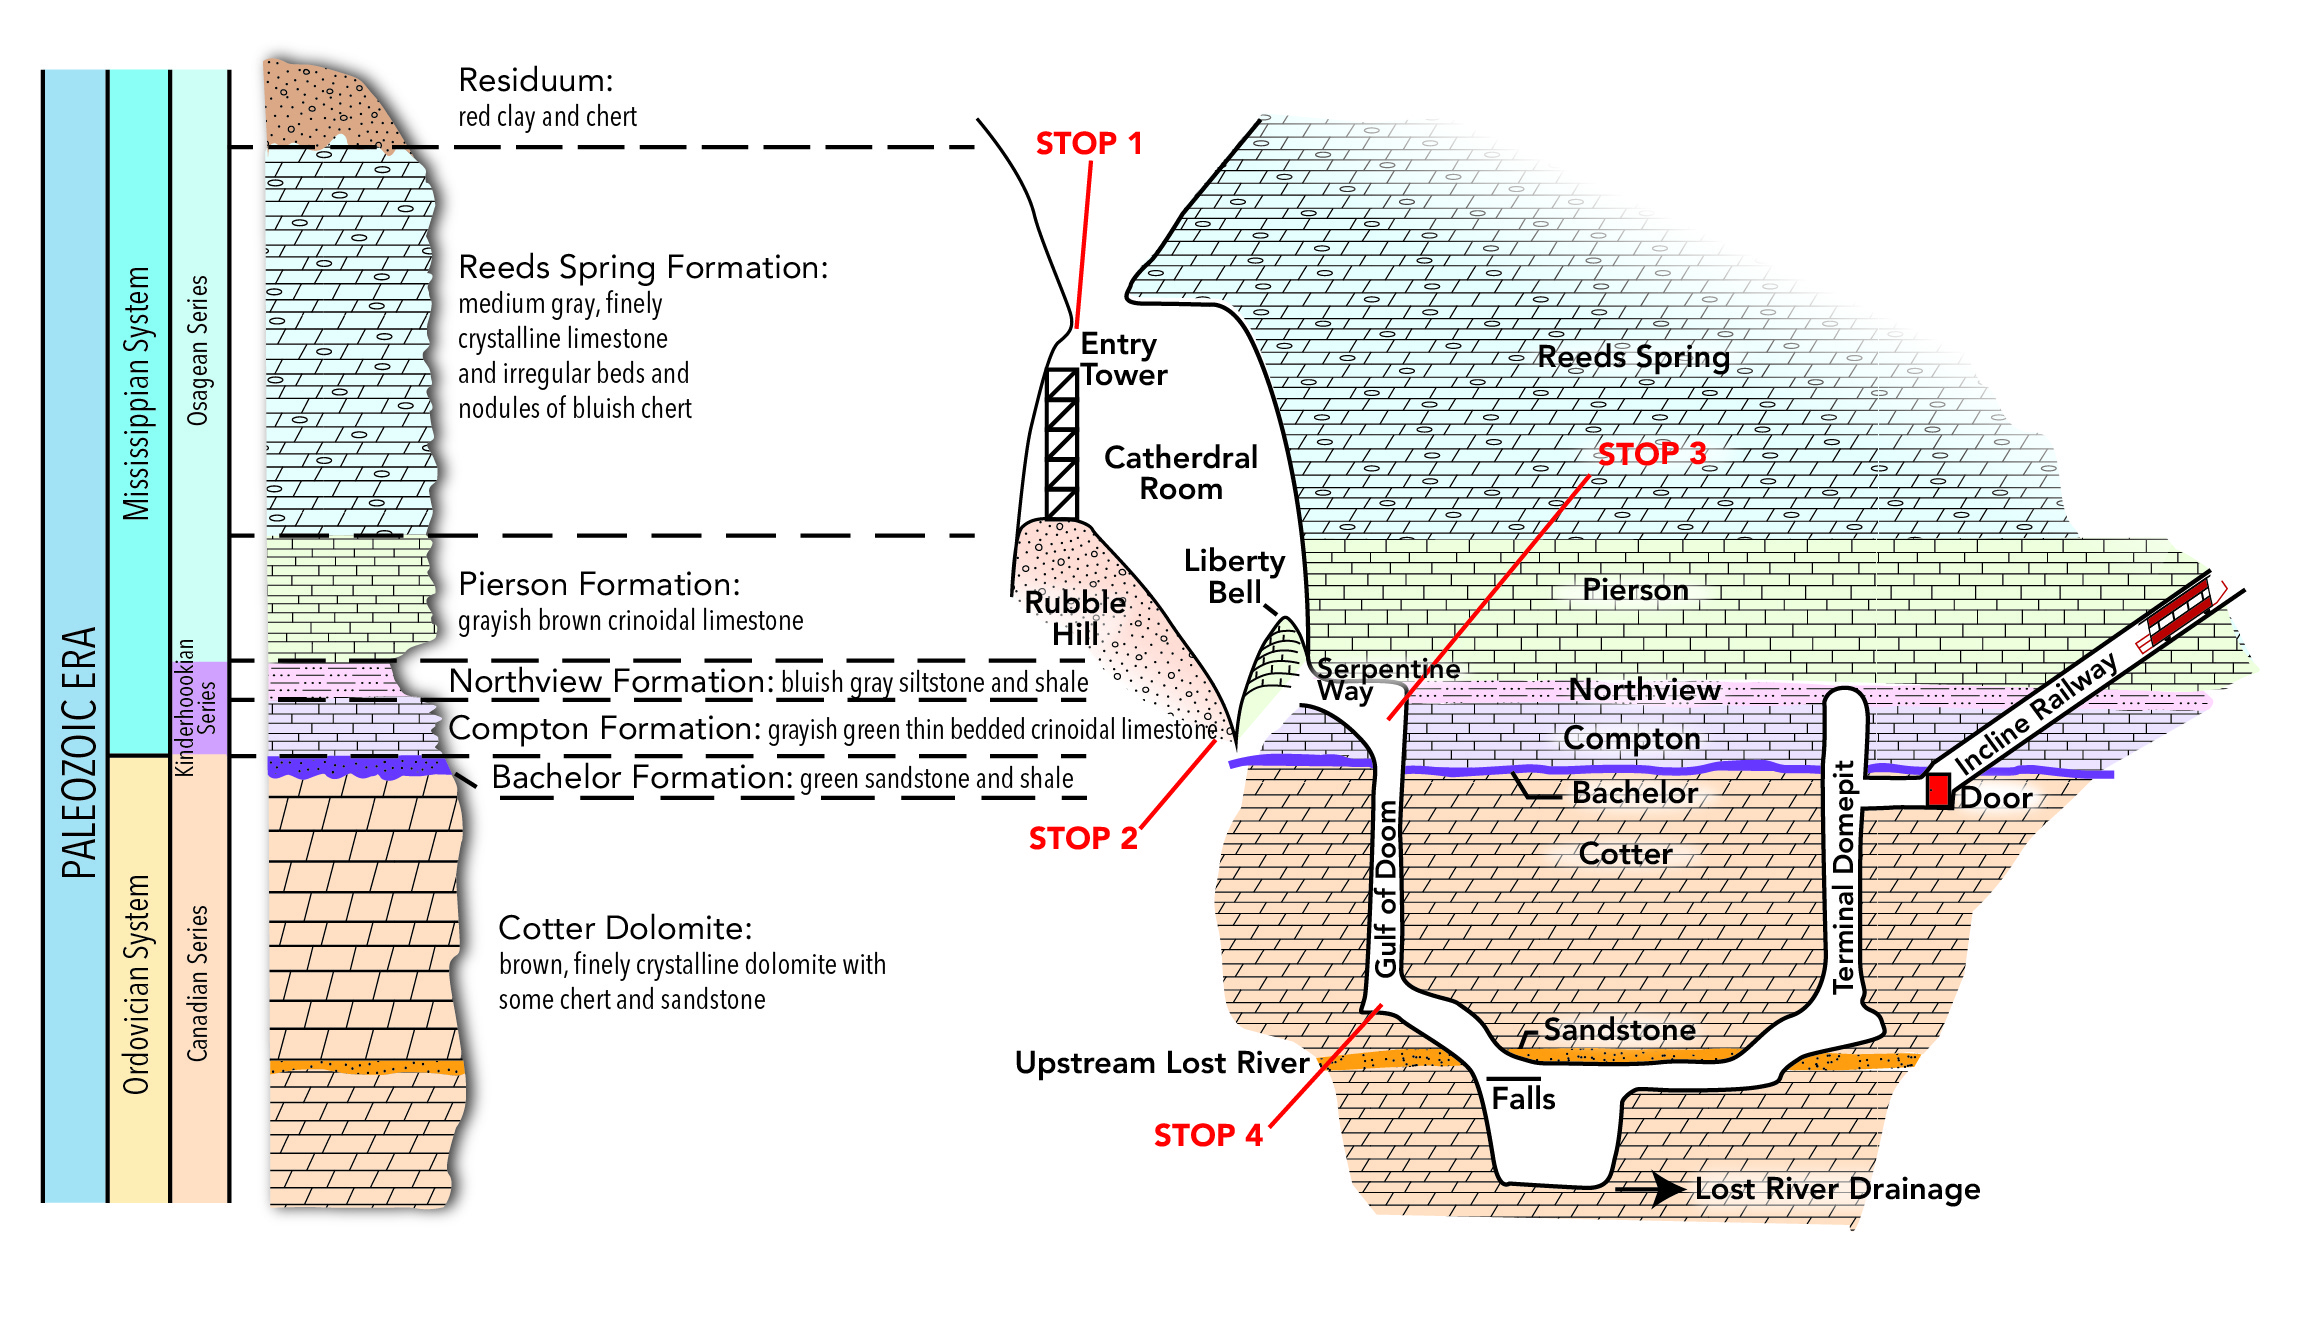 PALEOZOIC ERA
Mississippian System
Ordovician System
Osagean Series
Kinderhoookian
Series
Canadian Series
Residuum:
red clay and chert
Reeds Spring Formation:
medium gray, finely
crystalline limestone
and irregular beds and
nodules of bluish chert
Pierson Formation:
grayish brown crinoidal limestone
Northview Formation: bluish gray siltstone and shale
Compton Formation: grayish green thin bedded crinoidal limestone
Bachelor Formation: green sandstone and shale
Cotter Dolomite:
brown, finely crystalline dolomite with
some chert and sandstone
STOP 1
Entry
Tower
Catherdral
Room
Liberty
Bell
Rubble
Hill
STOP 2
Reeds Spring
STOP 3
Pierson
Serpentine
Way
Northview
Compton
Bachelor
Cotter
Gulf of Doom
Terminal Domepit
Incline Railway
Door
Sandstone
Upstream Lost River
Falls
STOP 4
Lost River Drainage